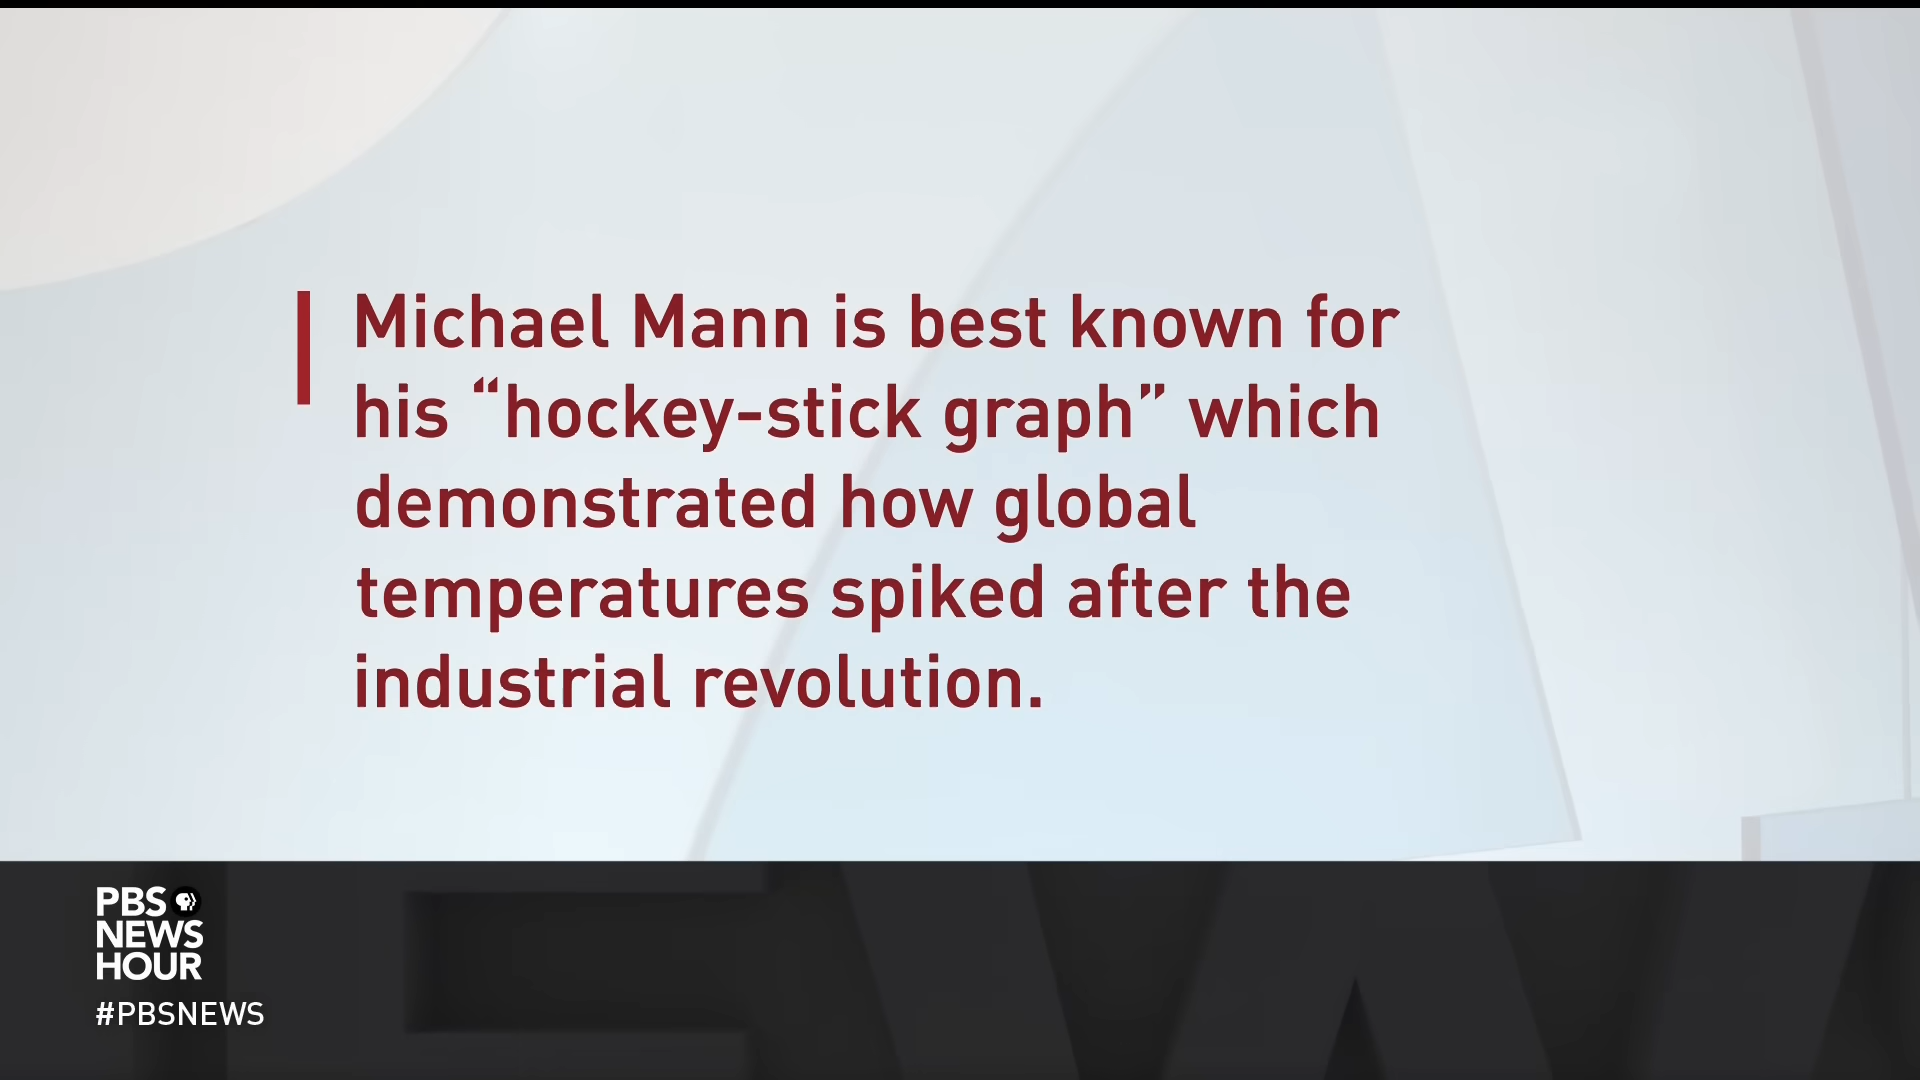 Michael Mann is best known for
his “hockey-stick graph” which
demonstrated how global
temperatures spiked after the
industrial revolution.
PBS
NEWS
HOUR
#PBSNEWS